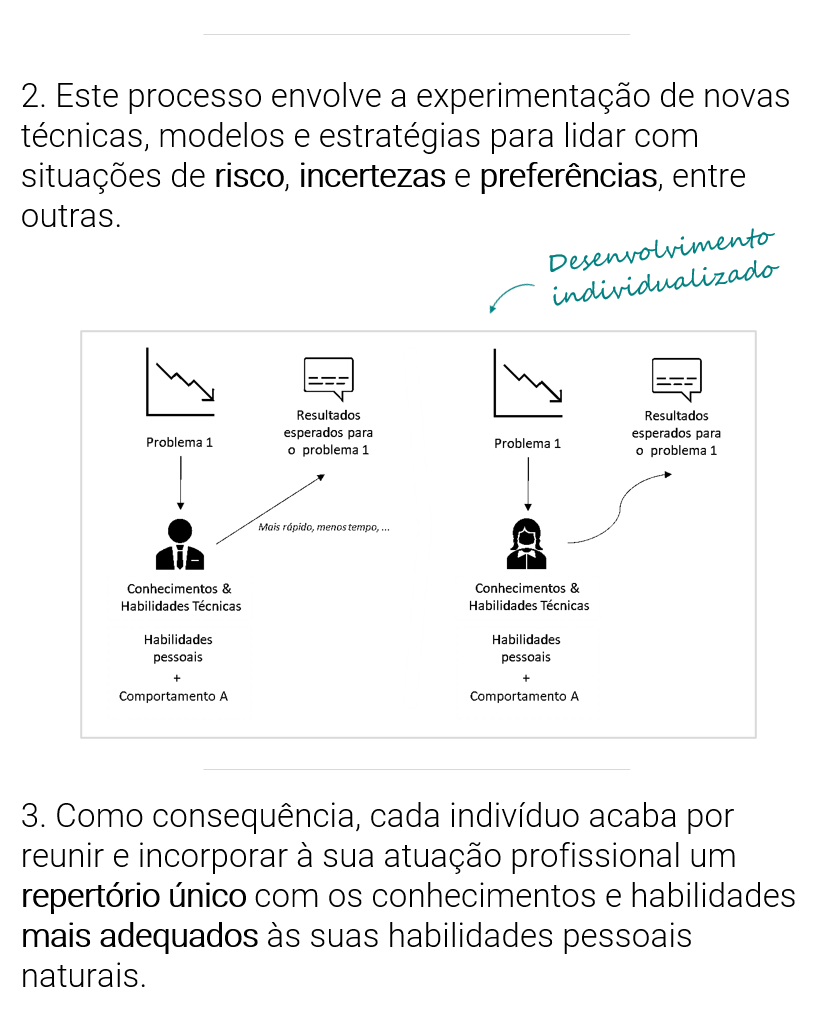 2. Este processo envolve a experimentação de novas
técnicas, modelos e estratégias para lidar com
situações de risco, incertezas e preferências, entre
outras.
Desenvolvimento
individualizado
Problema 1
Resultados
esperados para
o problema 1
Mais rápido, menos tempo, ...
Conhecimentos &
Habilidades Técnicas
Habilidades
pessoais
+
Comportamento A
Problema 1
Resultados
esperados para
o problema 1
Conhecimentos &
Habilidades Técnicas
Habilidades
pessoais
+
Comportamento A
3. Como consequência, cada indivíduo acaba por
reunir e incorporar à sua atuação profissional um
repertório único com os conhecimentos e habilidades
mais adequados às suas habilidades pessoais
naturais.